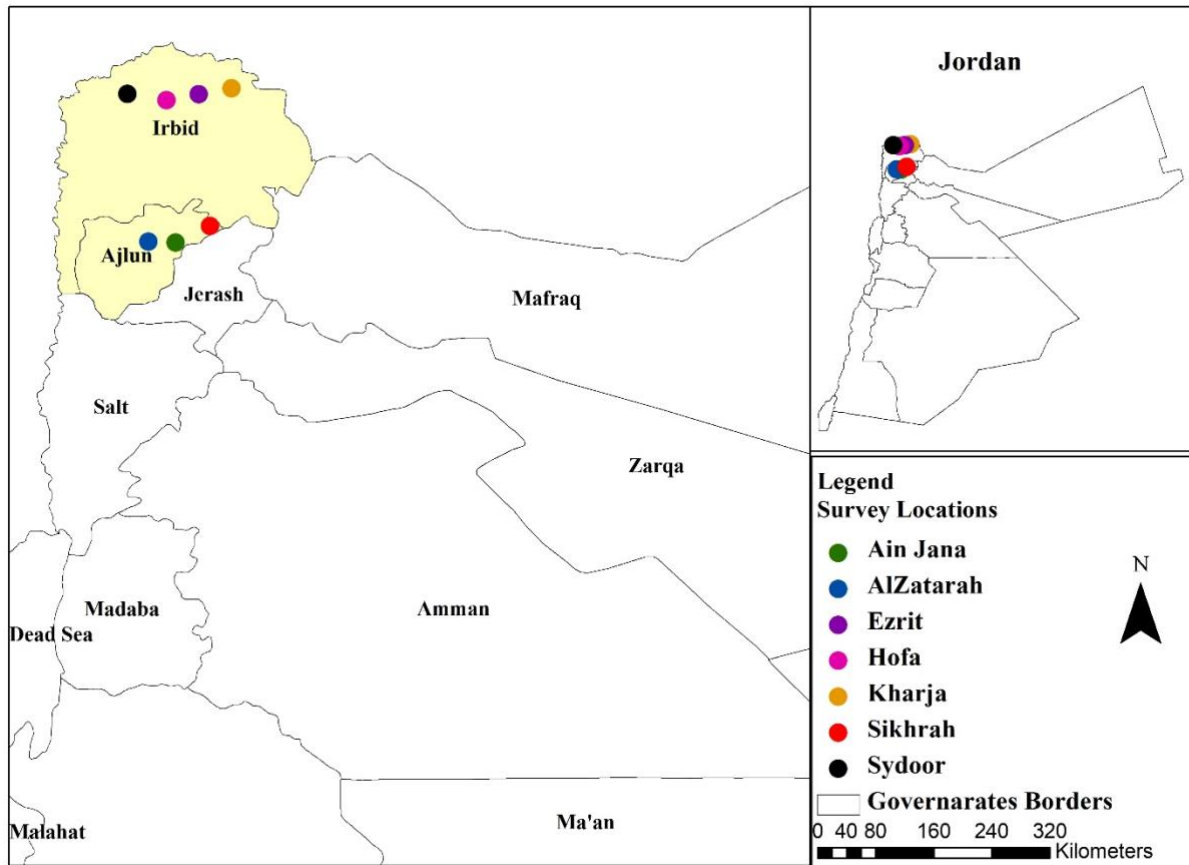 Irbid
Ajlun
Jerash
Mafraq
Salt
Zarqa
Madaba
Amman
Dead Sea
Malahat
Ma'an
Jordan
Legend
Survey Locations
Ain Jana
AlZatarah
Ezrit
Hofa
Kharja
Sikhrah
Sydoor
Governarates Borders
N
0 40 80 160 240 320
Kilometers